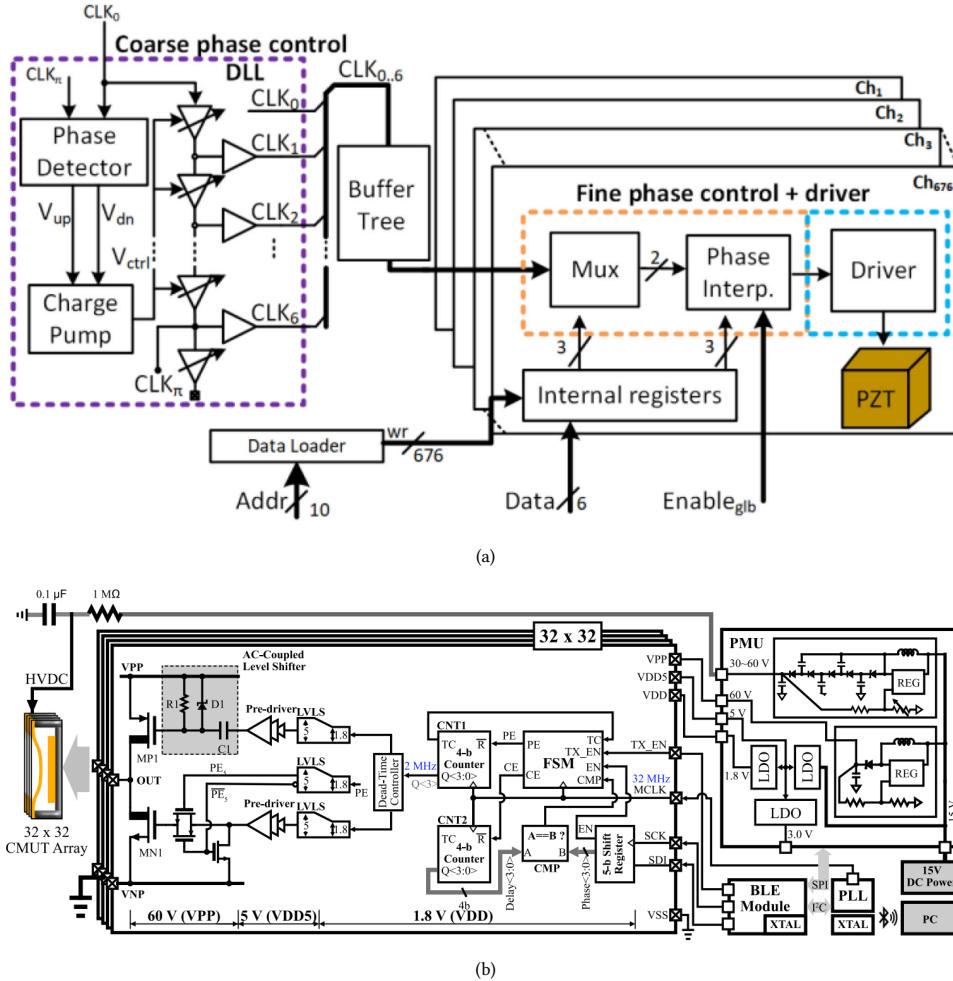 CLK0
Coarse phase control
DLL
CLKπ
CLK0
CLK0..6
Phase Detector
CLK1
Vup
Vdn
CLK2
Vctrl
Charge Pump
CLK6
CLKπ
Buffer Tree
Ch1
Ch2
Ch3
Ch676
Fine phase control + driver
Mux
2
Phase Interp.
Driver
3
3
Internal registers
PZT
Data Loader
wr
676
Addr
10
Data
6
Enableglb
(a)
0.1 µF
1 MΩ
32 x 32
HVDC
VPP
AC-Coupled Level Shifter
R1
D1
C1
MP1
Pre-driver
LVLS
5
1.8
OUT
PE5
LVLS
5
1.8
PE
PE5
Pre-driver
LVLS
5
1.8
MN1
VNP
32 x 32 CMUT Array
Dead-Time Controller
2 MHz
Q<3>
CNT1
TC
R
4-b Counter
Q<3:0>
PE
CE
PE
TC
TX_EN
FSM
EN
CE
CMP
CNT2
TC
R
4-b Counter
Q<3:0>
4b
Delay<3:0>
A==B ?
A
B
CMP
Phase<3:0>
EN
5-b Shift Register
60 V (VPP)
5 V (VDD5)
1.8 V (VDD)
VPP
VDD5
VDD
TX_EN
32 MHz
MCLK
SCK
SDI
VSS
PMU
30~60 V
REG
60 V
5 V
REG
1.8 V
LDO
LDO
LDO
3.0 V
15 V
15V DC Power
SPI
I²C
BLE Module
XTAL
PLL
XTAL
PC
(b)